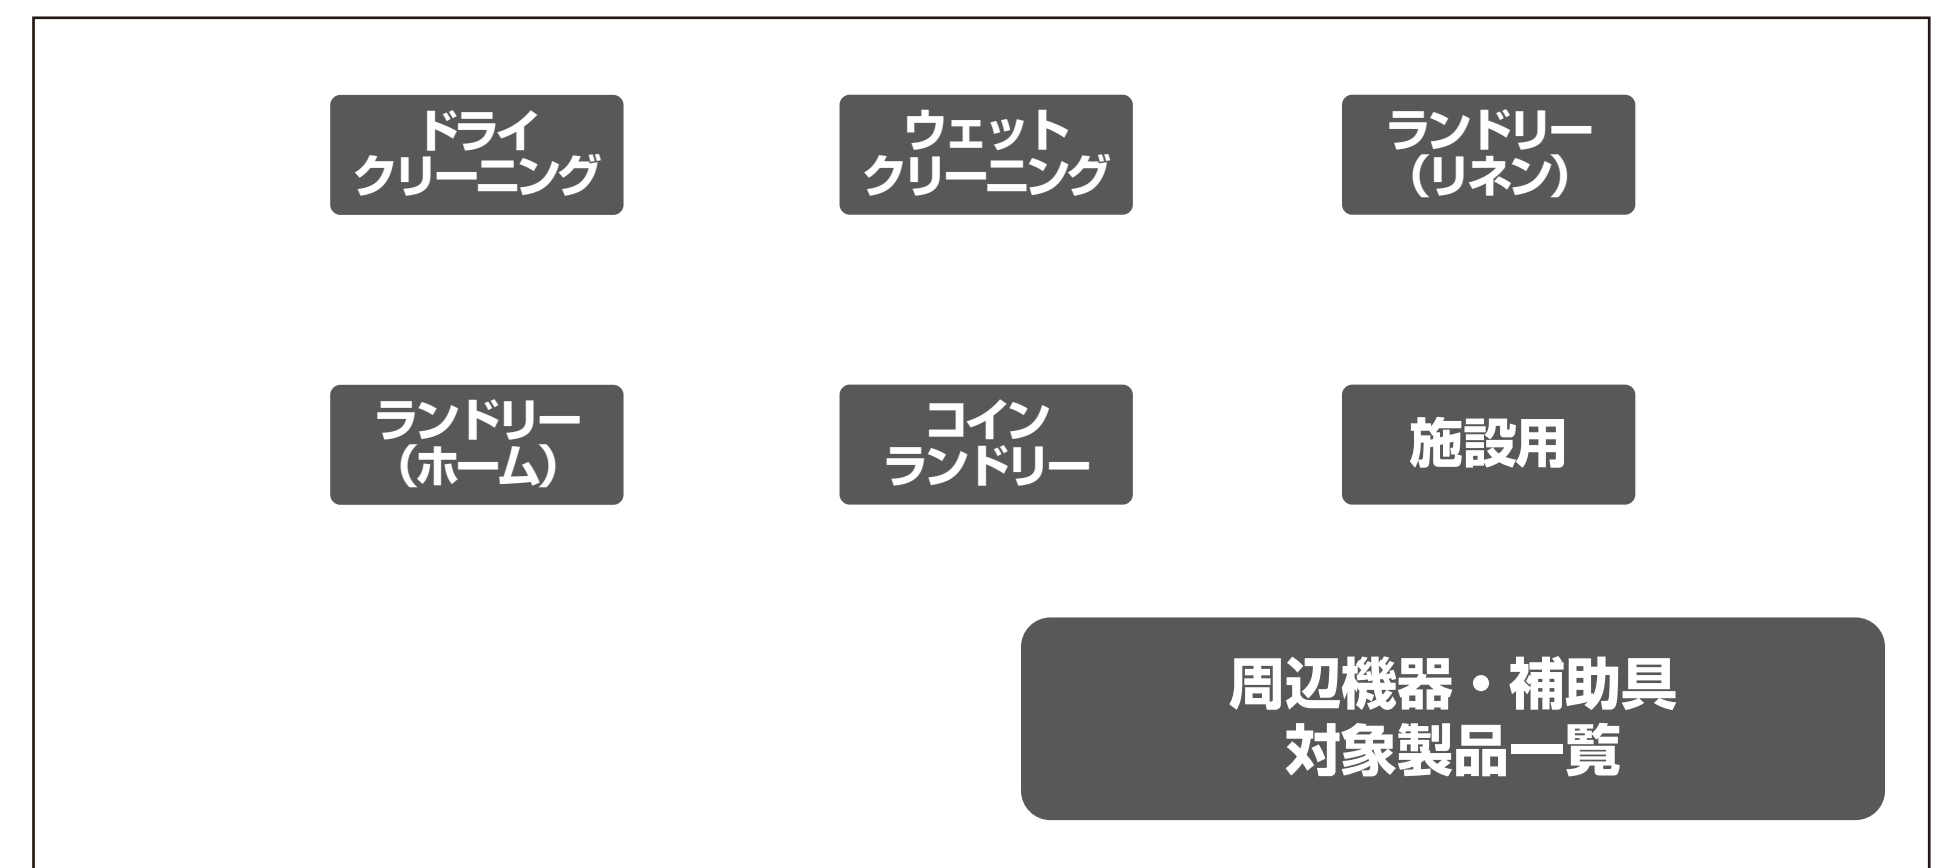 ドライ
クリーニング
ウェット
クリーニング
ランドリー
（リネン）
ランドリー
（ホーム）
コイン
ランドリー
施設用
周辺機器・補助具
対象製品一覧